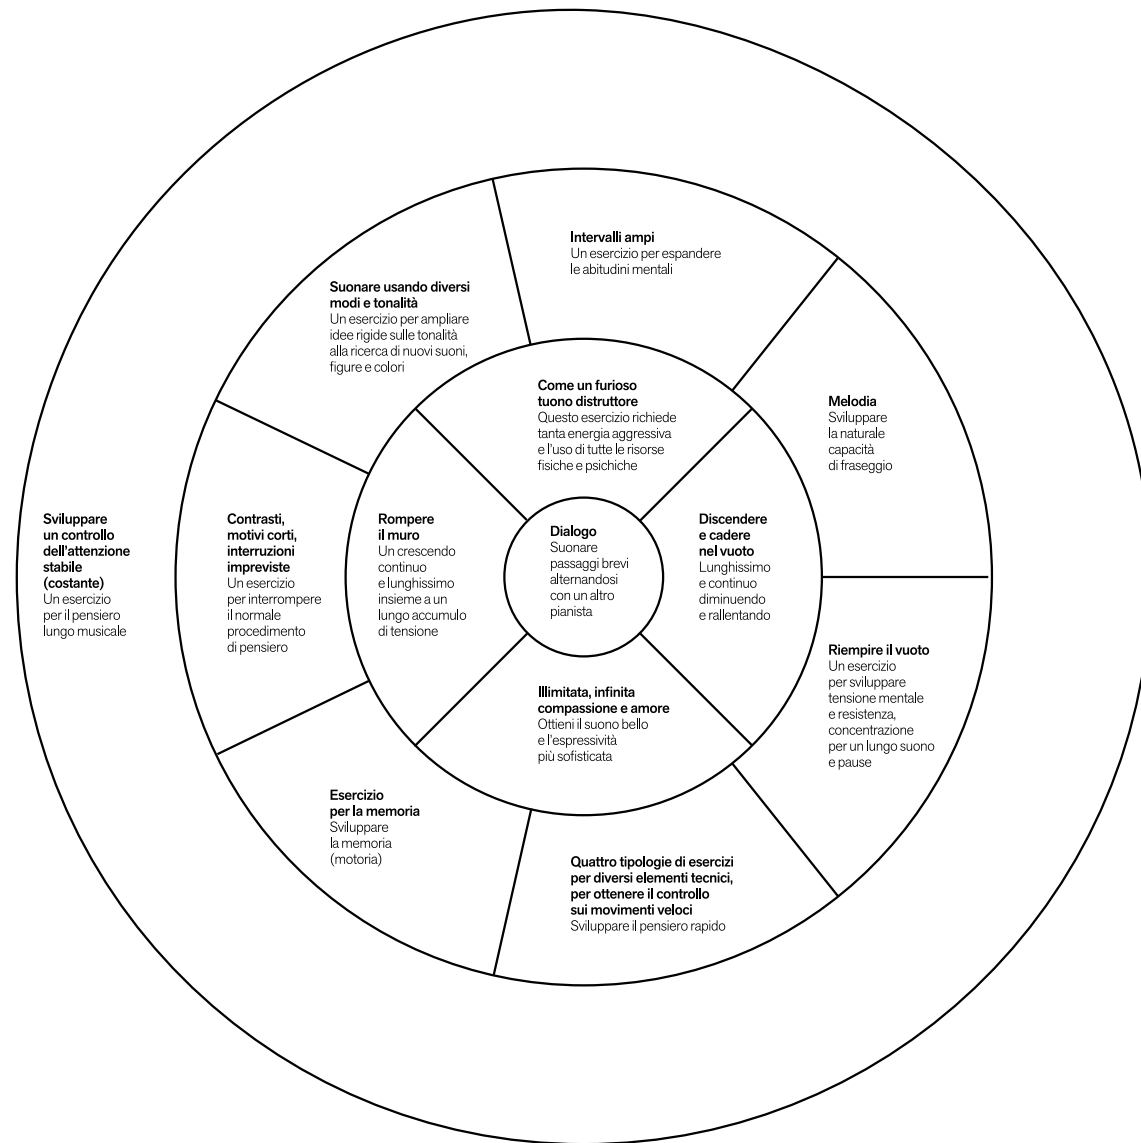 Intervalli ampi
Un esercizio per espandere
le abitudini mentali
Suonare usando diversi
modi e tonalità
Un esercizio per ampliare
idee rigide sulle tonalità
alla ricerca di nuovi suoni,
figure e colori
Come un furioso
tuono distruttore
Questo esercizio richiede
tanta energia aggressiva
e l'uso di tutte le risorse
fisiche e psichiche
Melodia
Sviluppare
la naturale
capacità
di fraseggio
Sviluppare
un controllo
dell'attenzione
stabile
(costante)
Un esercizio
per il pensiero
lungo musicale
Contrasti,
motivi corti,
interruzioni
impreviste
Un esercizio
per interrompere
il normale
procedimento
di pensiero
Rompere
il muro
Un crescendo
continuo
e lunghissimo
insieme a un
lungo accumulo
di tensione
Dialogo
Suonare
passaggi brevi
alternandosi
con un altro
pianista
Discendere
e cadere
nel vuoto
Lunghissimo
e continuo
diminuendo
e rallentando
Riempire il vuoto
Un esercizio
per sviluppare
tensione mentale
e resistenza,
concentrazione
per un lungo suono
e pause
Illimitata, infinita
compassione e amore
Ottieni il suono bello
e l'espressività
più sofisticata
Esercizio
per la memoria
Sviluppare
la memoria
(motoria)
Quattro tipologie di esercizi
per diversi elementi tecnici,
per ottenere il controllo
sui movimenti veloci
Sviluppare il pensiero rapido